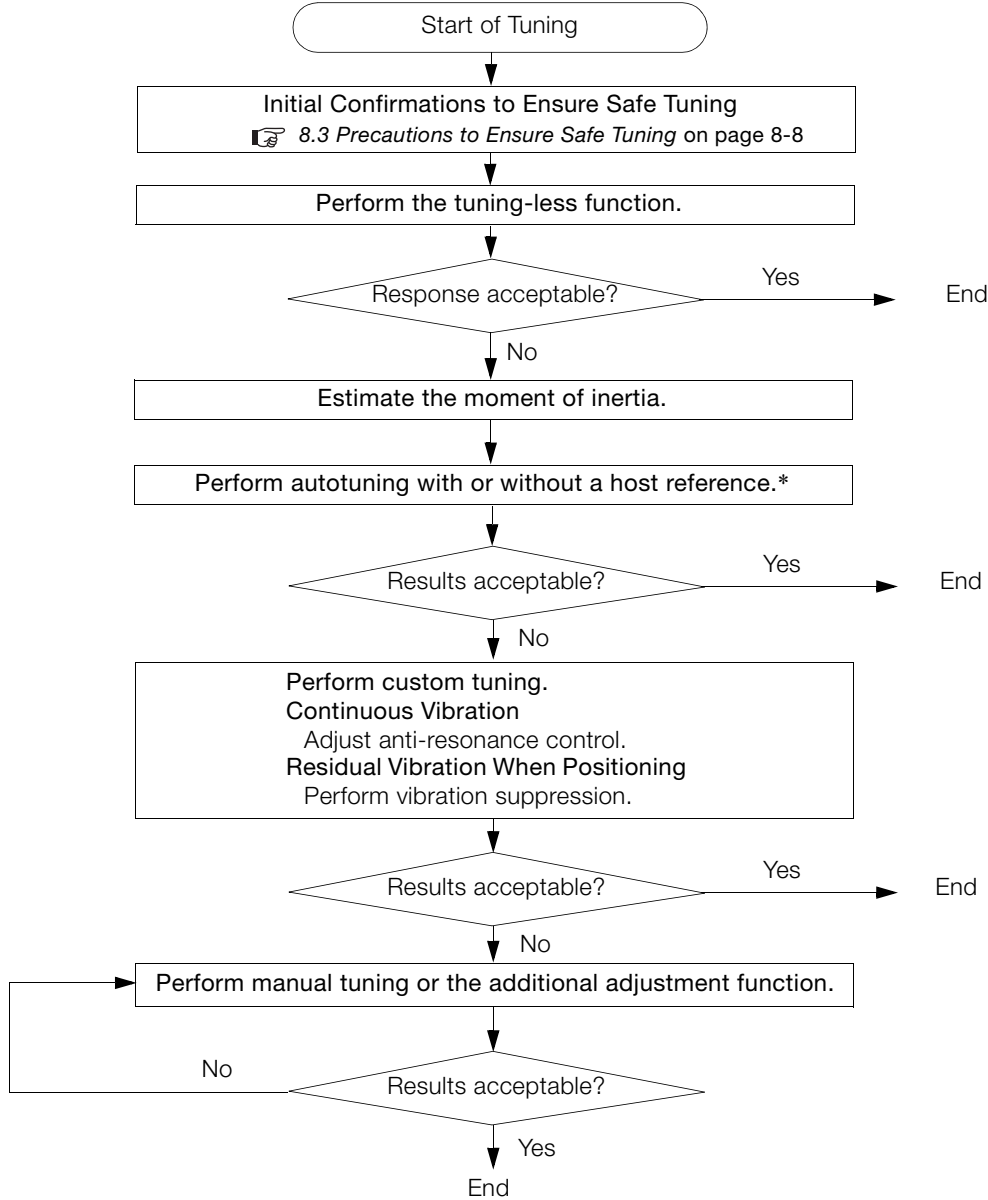 Start of Tuning
Initial Confirmations to Ensure Safe Tuning
8.3 Precautions to Ensure Safe Tuning on page 8-8
Perform the tuning-less function.
Response acceptable?
Yes
End
No
Estimate the moment of inertia.
Perform autotuning with or without a host reference.*
Results acceptable?
Yes
End
No
Perform custom tuning.
Continuous Vibration
Adjust anti-resonance control.
Residual Vibration When Positioning
Perform vibration suppression.
Results acceptable?
Yes
End
No
Perform manual tuning or the additional adjustment function.
No
Results acceptable?
Yes
End